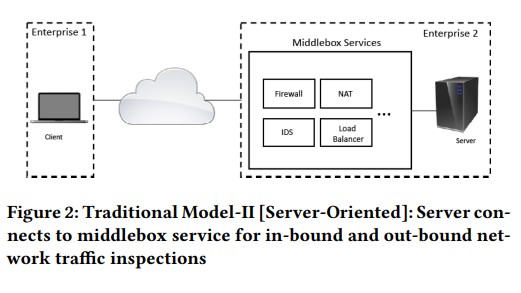 Enterprise 1
Enterprise 2
Middlebox Services
Firewall
NAT
...
IDS
Load
Balancer
Client
Server
Figure 2: Traditional Model-II [Server-Oriented]: Server con-
nects to middlebox service for in-bound and out-bound net-
work traffic inspections